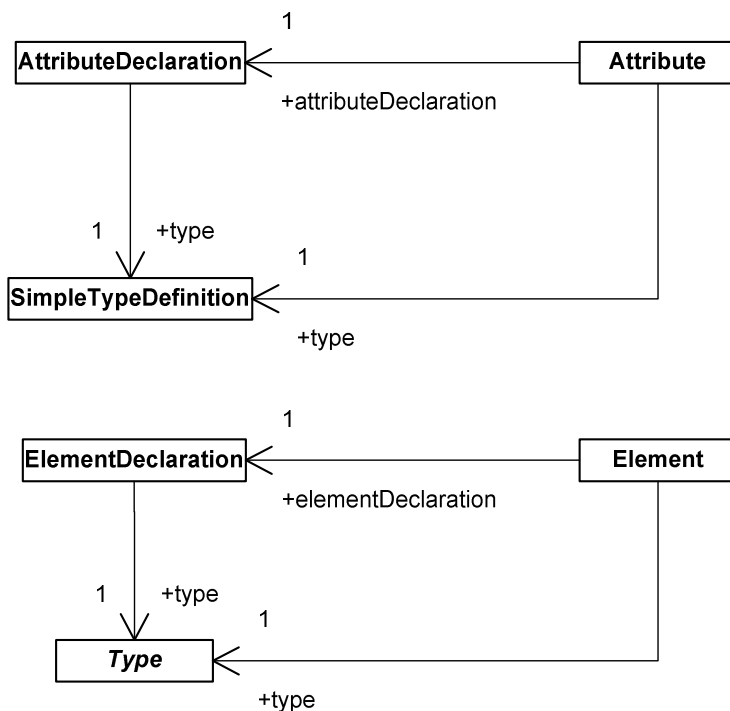 1
AttributeDeclaration
Attribute
+attributeDeclaration
1
+type
1
SimpleTypeDefinition
+type
1
ElementDeclaration
Element
+elementDeclaration
1
+type
1
Type
+type